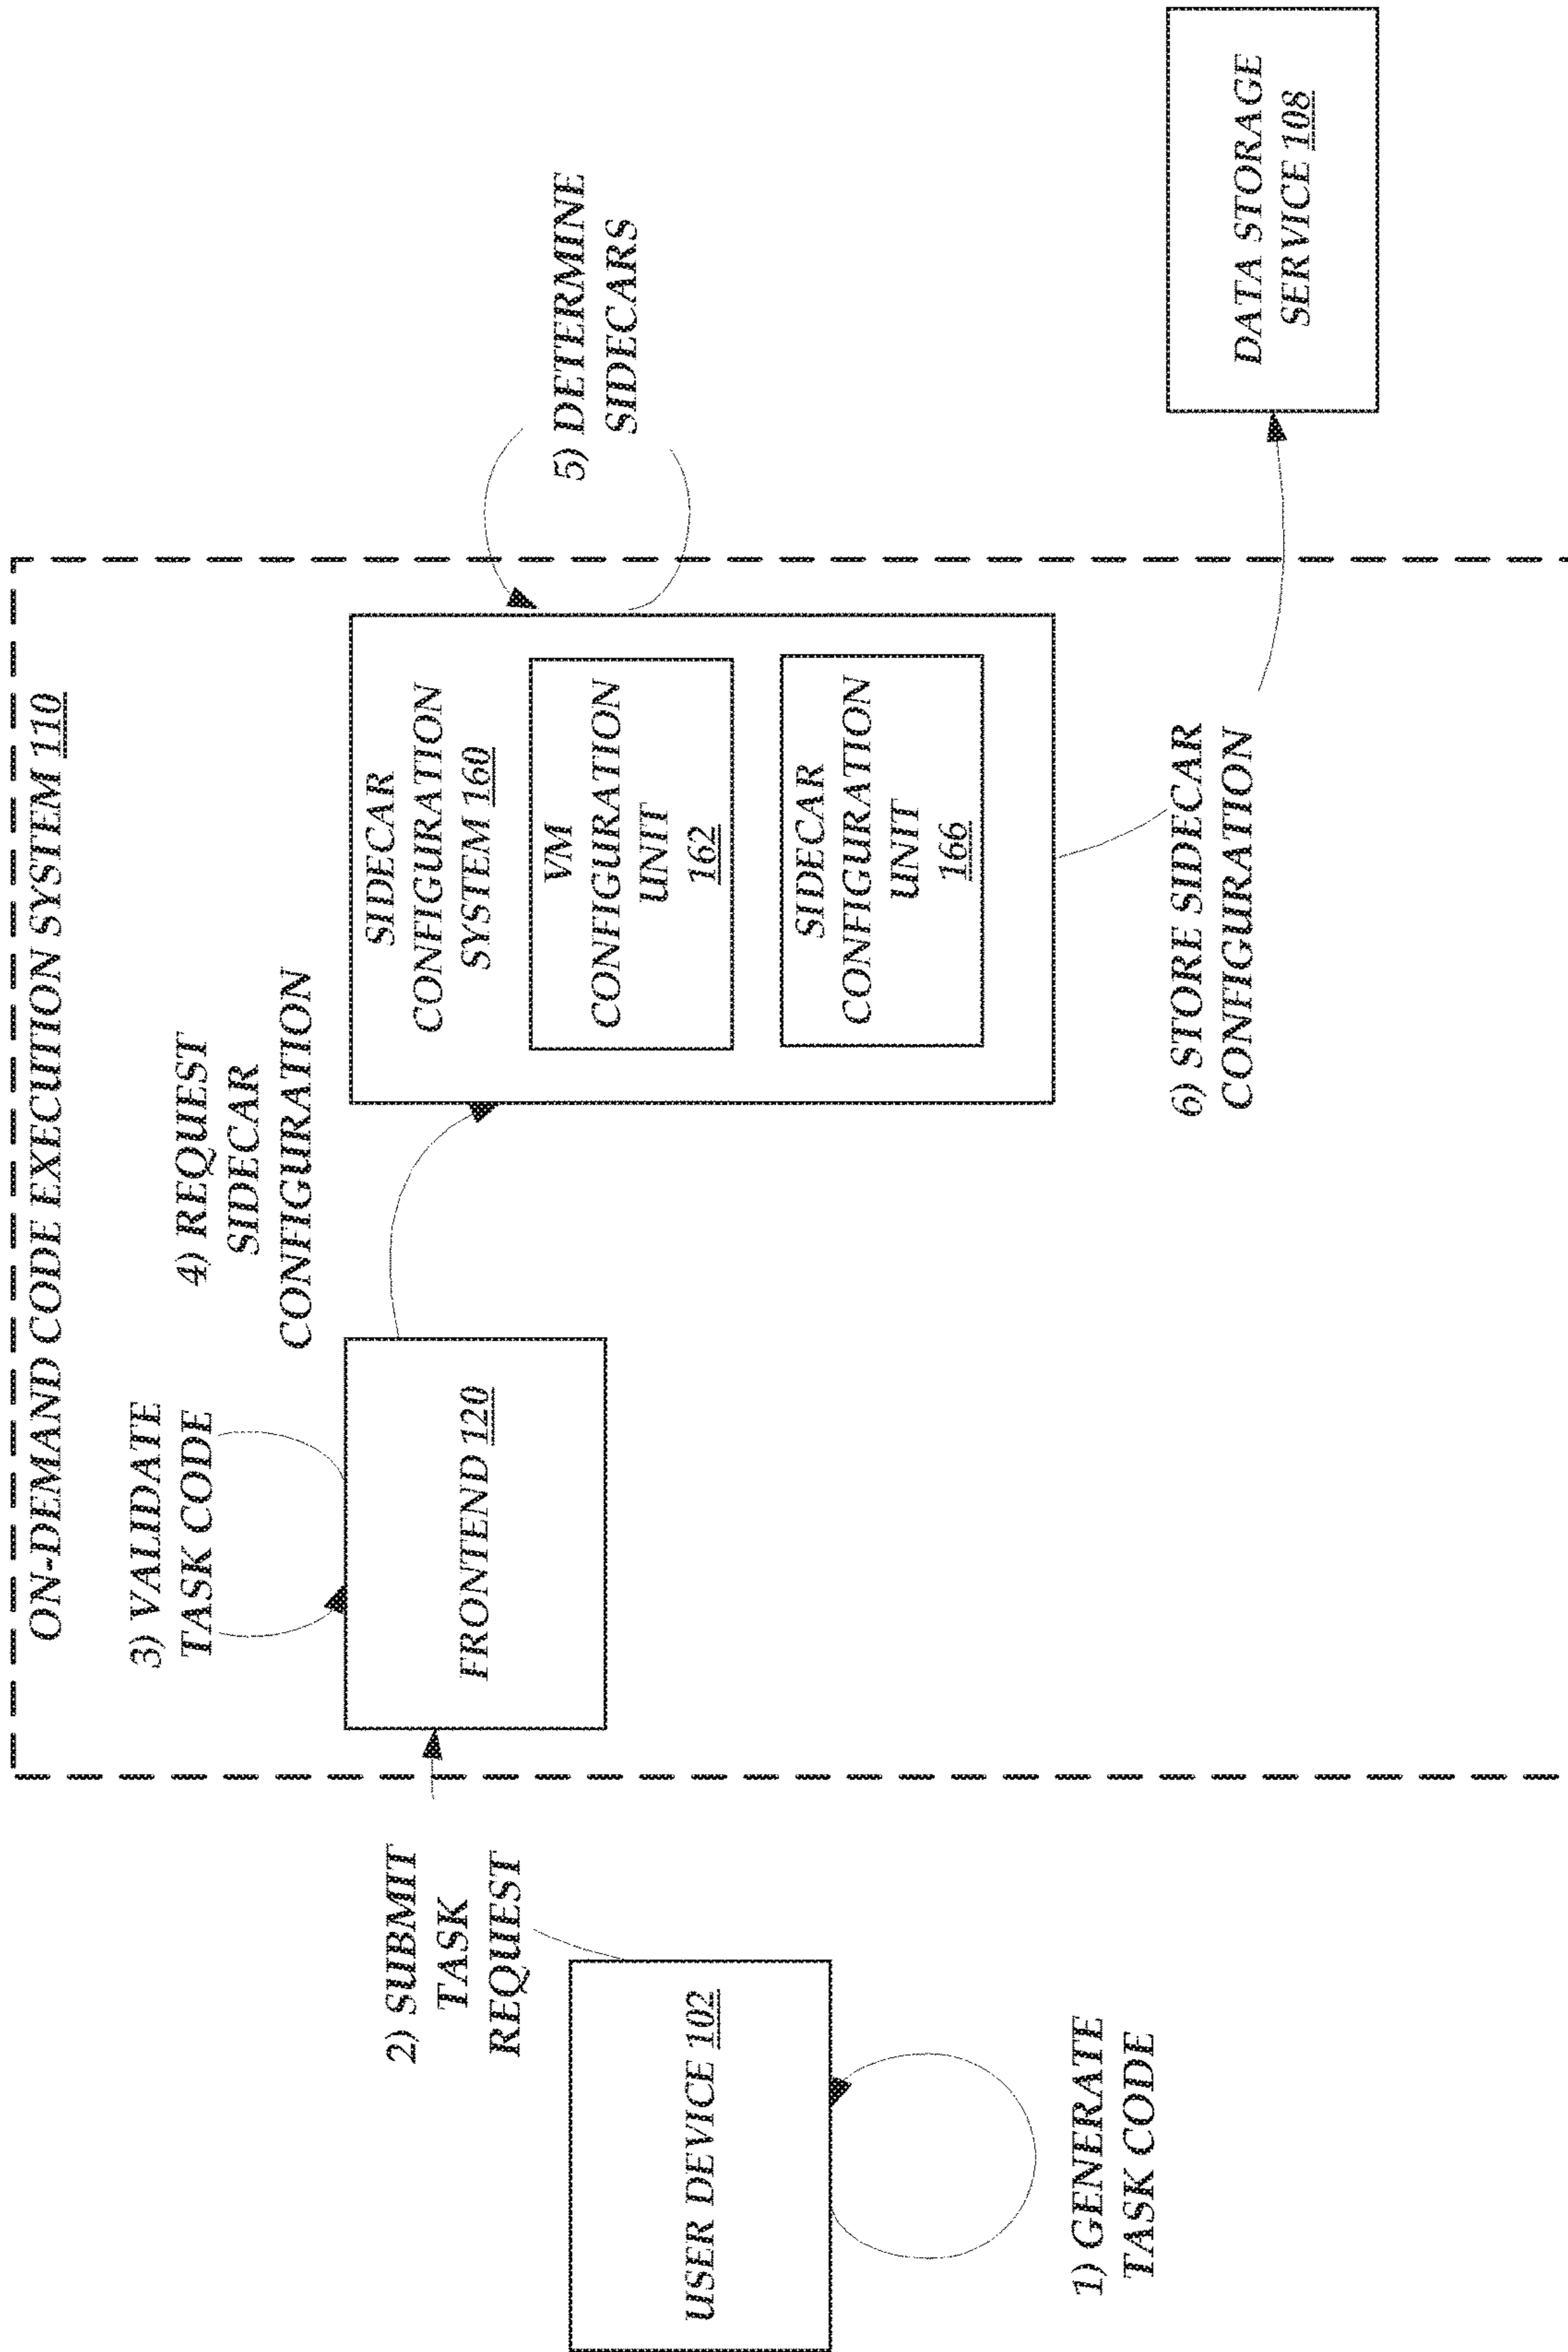 ON-DEMAND CODE EXECUTION SYSTEM 110
3) VALIDATE
TASK CODE
4) REQUEST
SIDECAR
CONFIGURATION
2) SUBMIT
TASK
REQUEST
FRONTEND 120
SIDECAR
CONFIGURATION
SYSTEM 160
VM
CONFIGURATION
UNIT
162
SIDECAR
CONFIGURATION
UNIT
166
5) DETERMINE
SIDECARS
USER DEVICE 102
1) GENERATE
TASK CODE
6) STORE SIDECAR
CONFIGURATION
DATA STORAGE
SERVICE 108